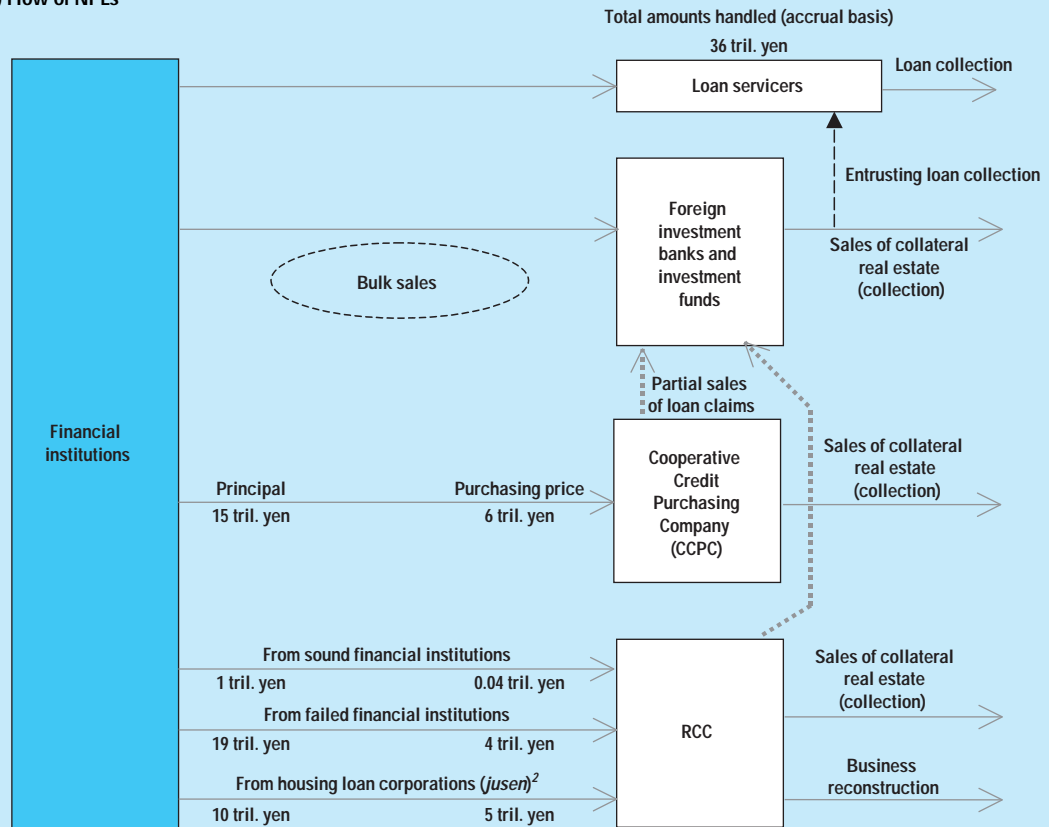 Flow of NPLs
Total amounts handled (accrual basis)
36 tril. yen
Loan servicers
Loan collection
Entrusting loan collection
Foreign
investment
banks and
investment
funds
Sales of collateral
real estate
(collection)
Bulk sales
Partial sales
of loan claims
Financial
institutions
Principal
15 tril. yen
Purchasing price
6 tril. yen
Cooperative
Credit
Purchasing
Company
(CCPC)
Sales of collateral
real estate
(collection)
From sound financial institutions
1 tril. yen
0.04 tril. yen
From failed financial institutions
19 tril. yen
4 tril. yen
From housing loan corporations (jusen)²
10 tril. yen
5 tril. yen
RCC
Sales of collateral
real estate
(collection)
Business
reconstruction